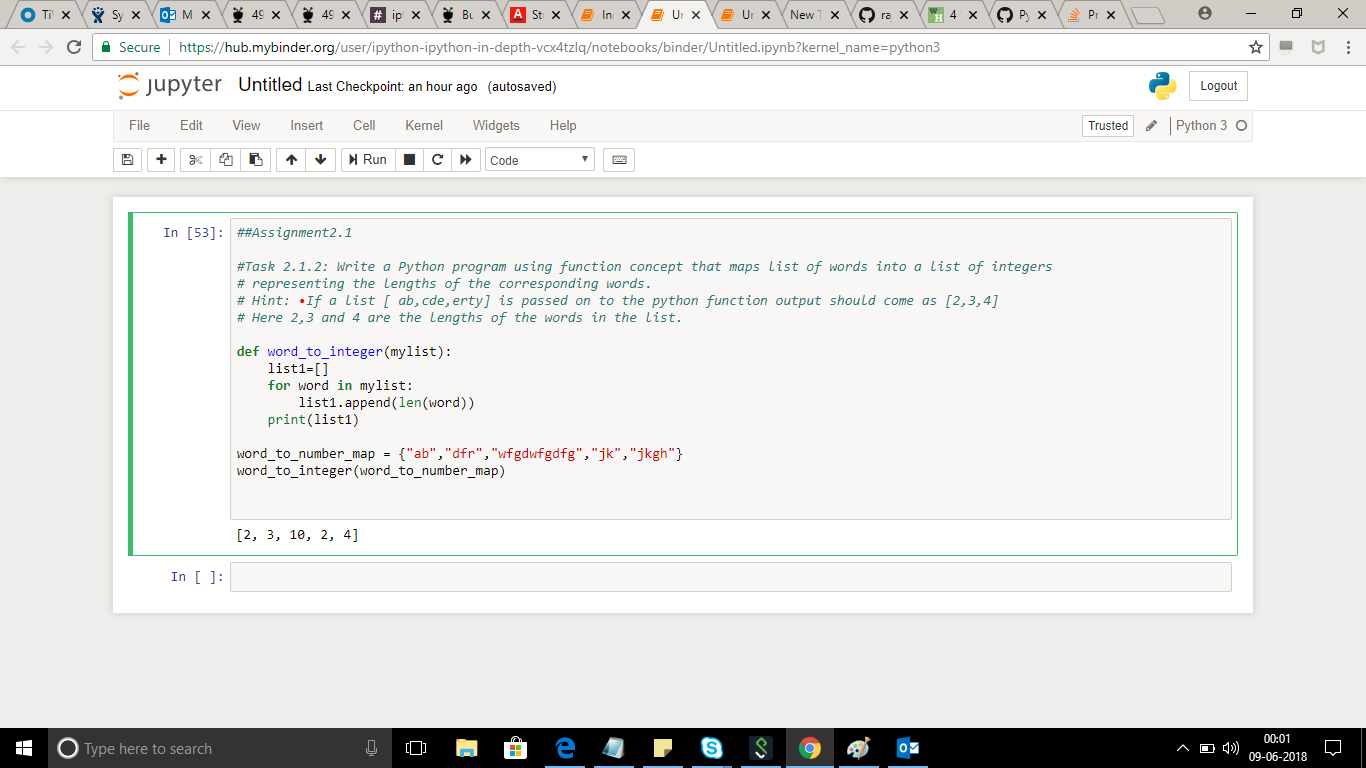 Ti
Sy
M
49
49
ip
Bu
St
In
Un
Un
New T
ra
4
Py
Pr
Secure https://hub.mybinder.org/user/ipython-ipython-in-depth-vcx4tzlq/notebooks/binder/Untitled.ipynb?kernel_name=python3
jupyter Untitled Last Checkpoint: an hour ago (autosaved)
Logout
File Edit View Insert Cell Kernel Widgets Help
Trusted Python 3
Run Code
In [53]:
##Assignment2.1
#Task 2.1.2: Write a Python program using function concept that maps list of words into a list of integers
# representing the lengths of the corresponding words.
# Hint: •If a list [ ab,cde,erty] is passed on to the python function output should come as [2,3,4]
# Here 2,3 and 4 are the lengths of the words in the list.
def word_to_integer(mylist):
list1=[]
for word in mylist:
list1.append(len(word))
print(list1)
word_to_number_map = {"ab","dfr","wfgdwfgdfg","jk","jkgh"}
word_to_integer(word_to_number_map)
[2, 3, 10, 2, 4]
In [ ]:
Type here to search
00:01
09-06-2018